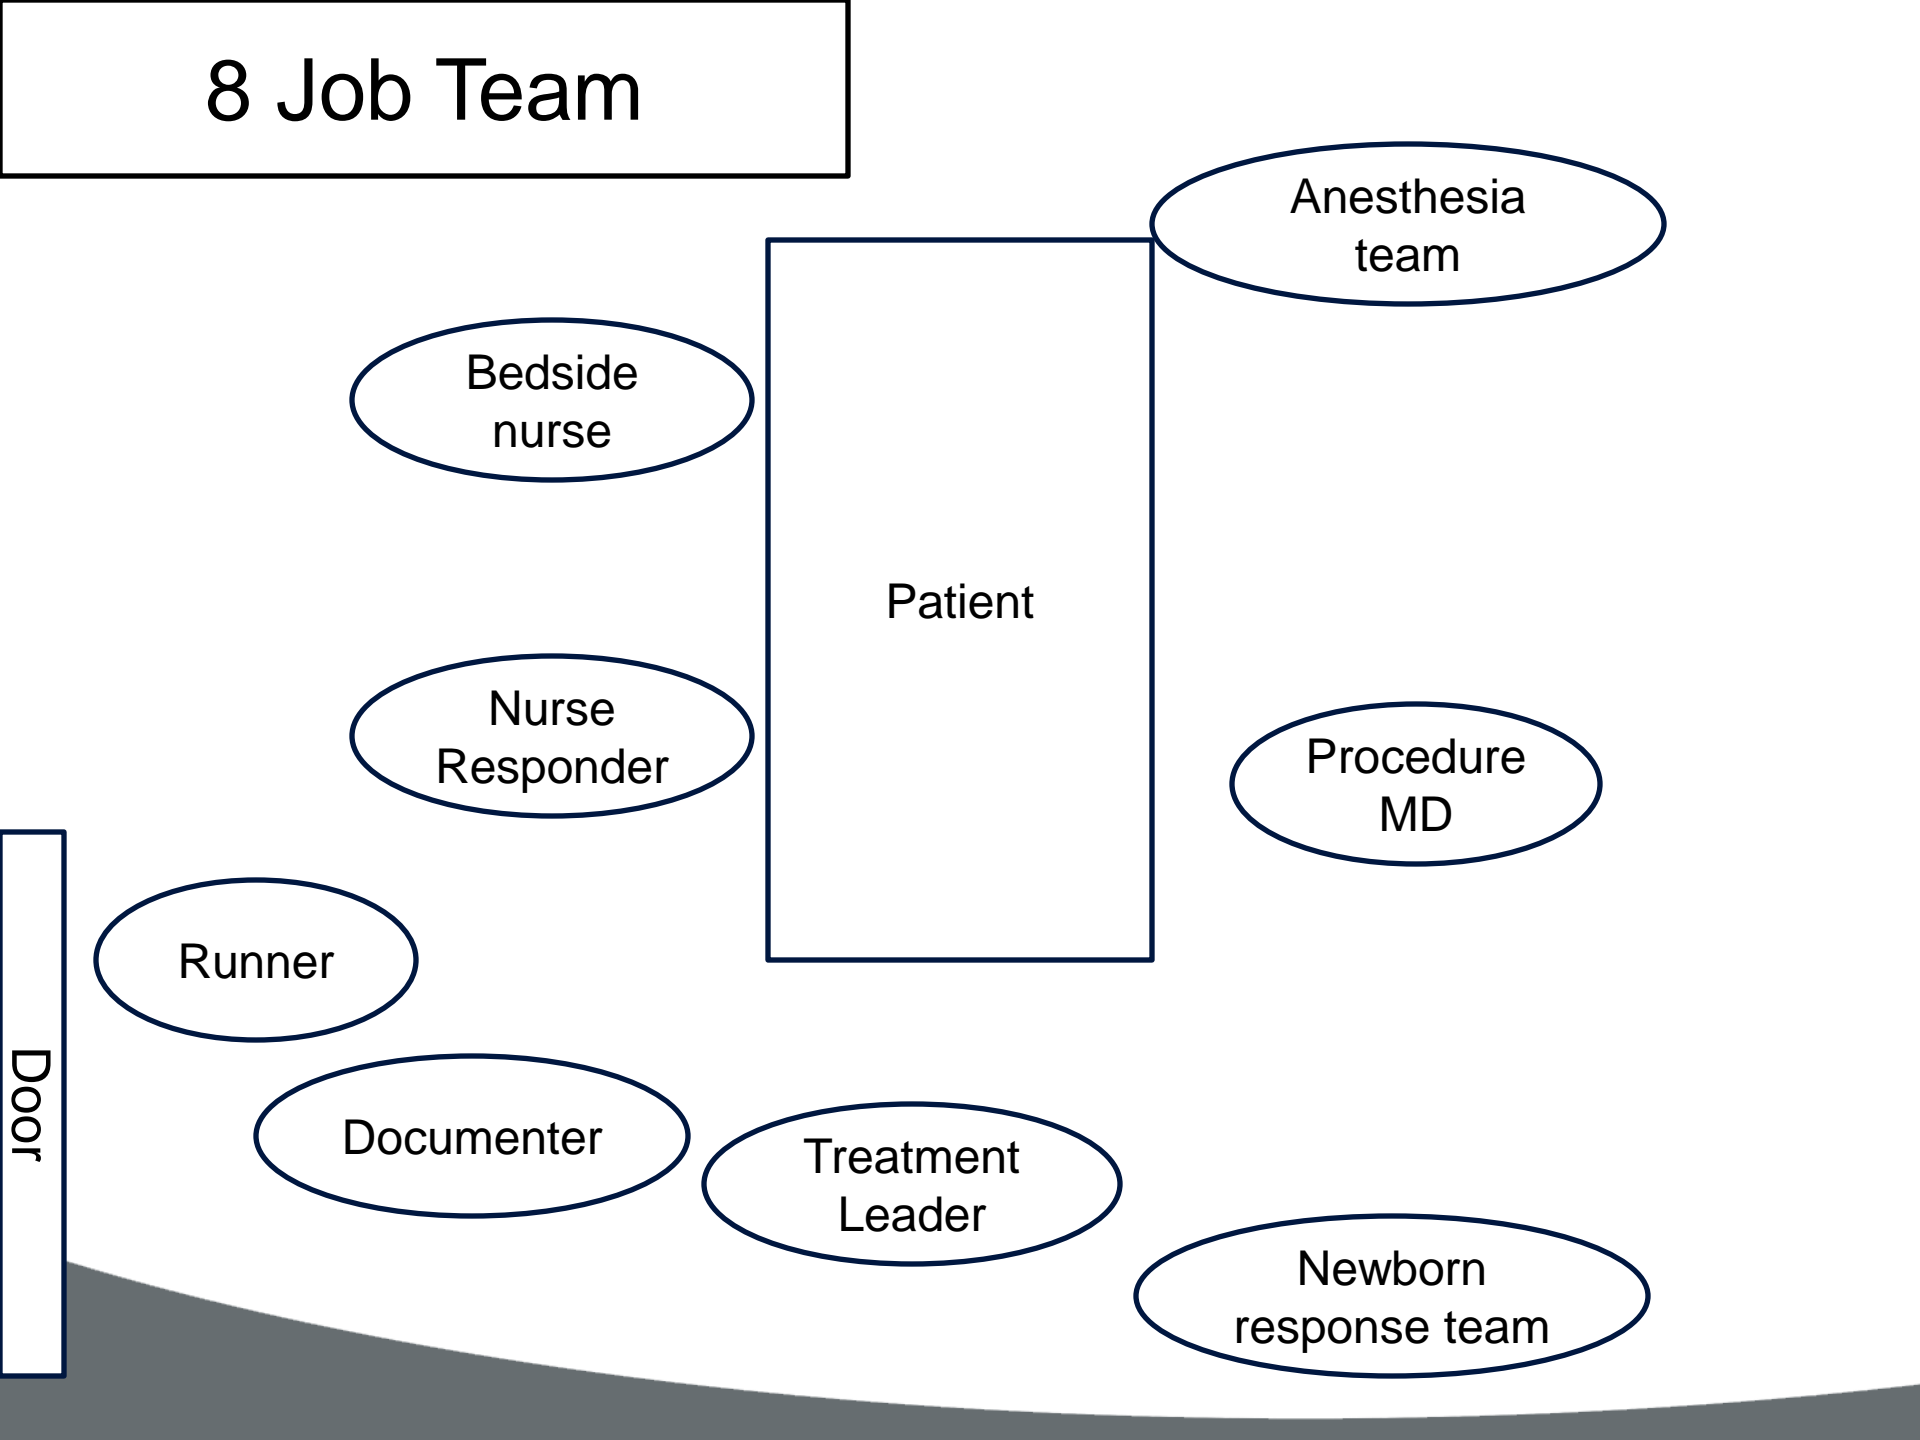 8 Job Team
Anesthesia
team
Bedside
nurse
Patient
Nurse
Responder
Procedure
MD
Runner
Door
Documenter
Treatment
Leader
Newborn
response team